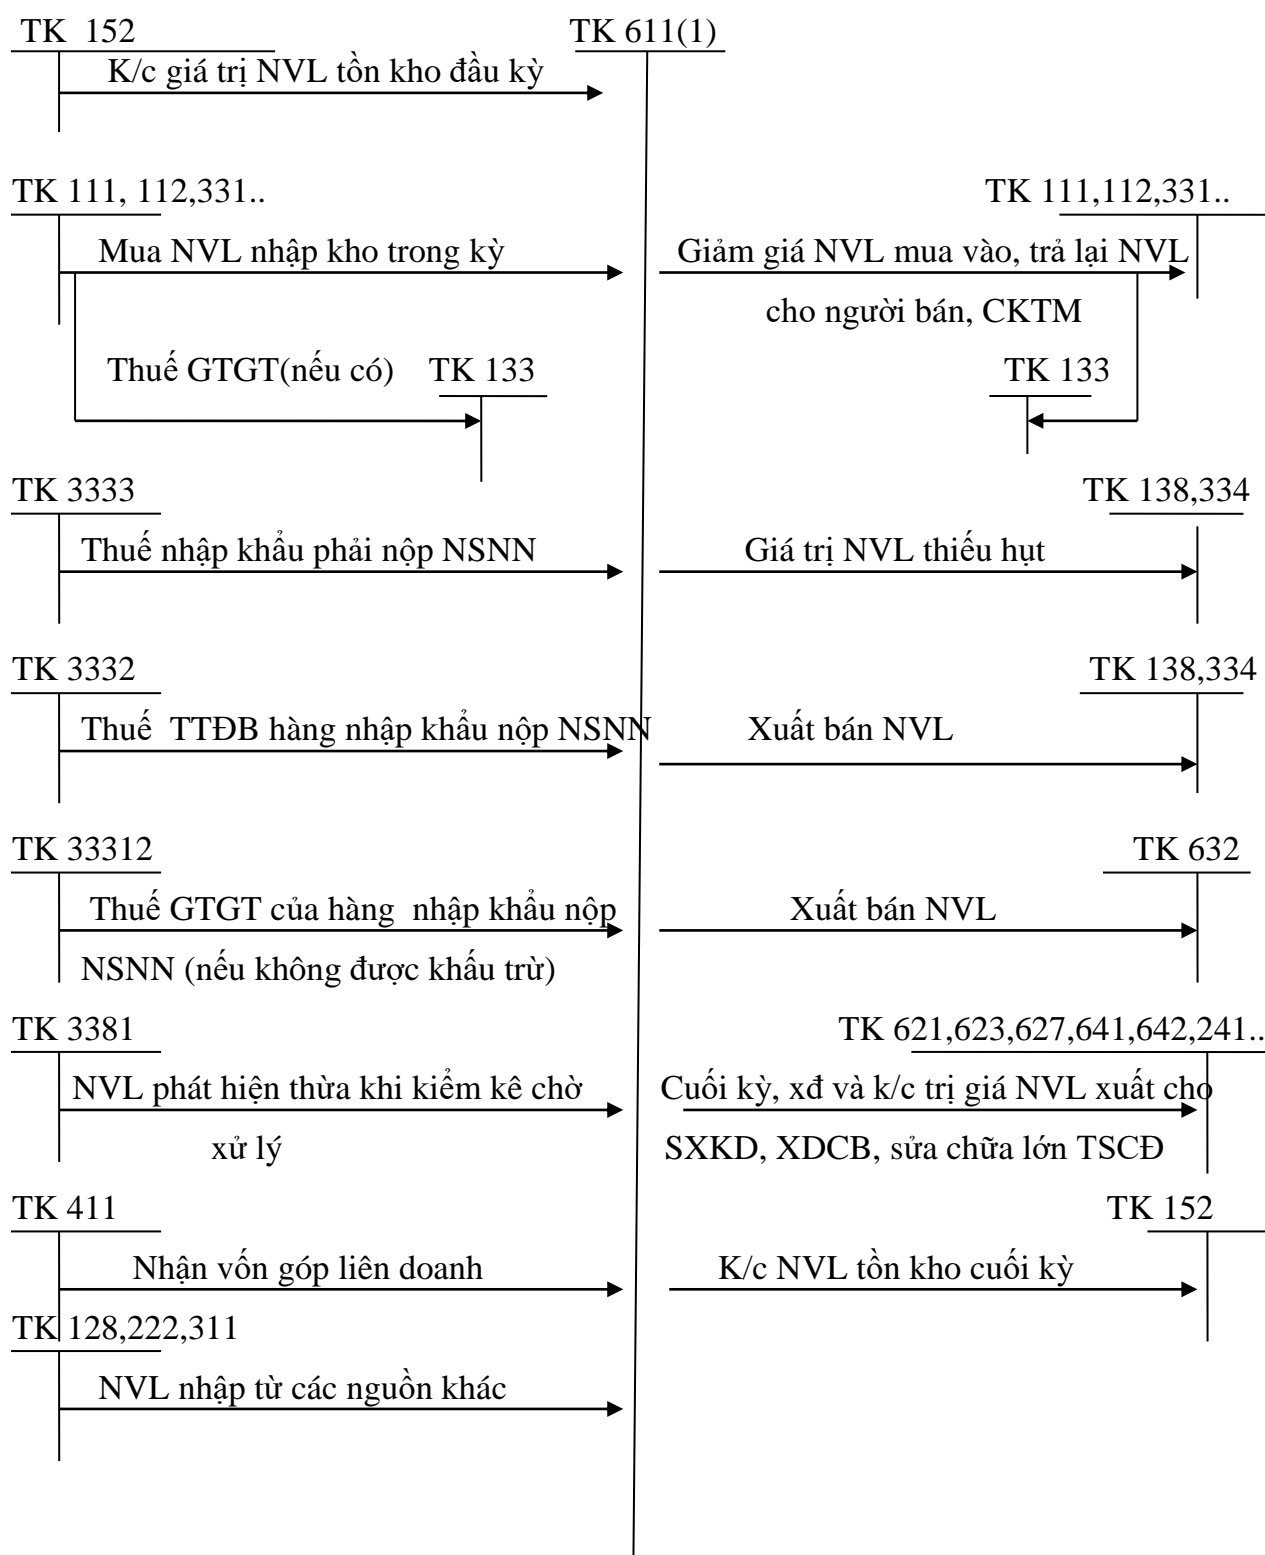 TK 152
TK 611(1)
K/c giá trị NVL tồn kho đầu kỳ
TK 111, 112,331..
TK 111,112,331..
Mua NVL nhập kho trong kỳ
Giảm giá NVL mua vào, trả lại NVL
cho người bán, CKTM
Thuế GTGT(nếu có)
TK 133
TK 133
TK 3333
TK 138,334
Thuế nhập khẩu phải nộp NSNN
Giá trị NVL thiếu hụt
TK 3332
TK 138,334
Thuế TTĐB hàng nhập khẩu nộp NSNN
Xuất bán NVL
TK 33312
TK 632
Thuế GTGT của hàng nhập khẩu nộp
Xuất bán NVL
NSNN (nếu không được khấu trừ)
TK 3381
TK 621,623,627,641,642,241..
NVL phát hiện thừa khi kiểm kê chờ
Cuối kỳ, xđ và k/c trị giá NVL xuất cho
xử lý
SXKD, XDCB, sửa chữa lớn TSCĐ
TK 411
TK 152
Nhận vốn góp liên doanh
K/c NVL tồn kho cuối kỳ
TK 128,222,311
NVL nhập từ các nguồn khác